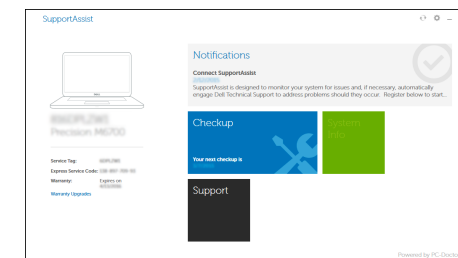 SupportAssist
Notifications
Connect SupportAssist
SupportAssist is designed to monitor your system for issues and, if necessary, automatically
engage Dell Technical Support to address problems should they occur. Register below to start...
Precision M6700
Checkup
System
Info
Your next checkup is
Service Tag:
Express Service Code:
Warranty: Expires on
Warranty Upgrades
Support
Powered by PC-Doctor